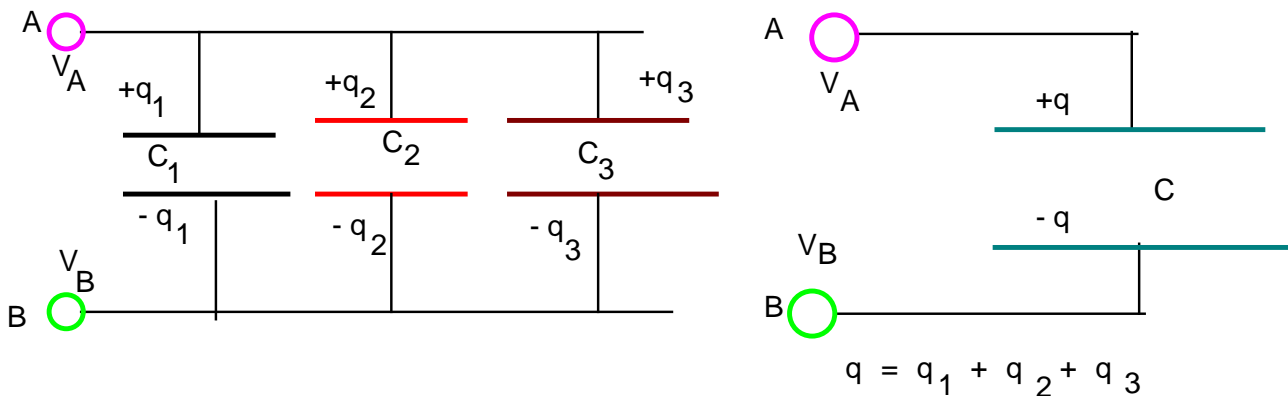 A
V_A
+q_1
+q_2
+q_3
C_1
C_2
C_3
- q_1
- q_2
- q_3
V_B
B
A
V_A
+q
C
- q
V_B
B
q = q_1 + q_2 + q_3